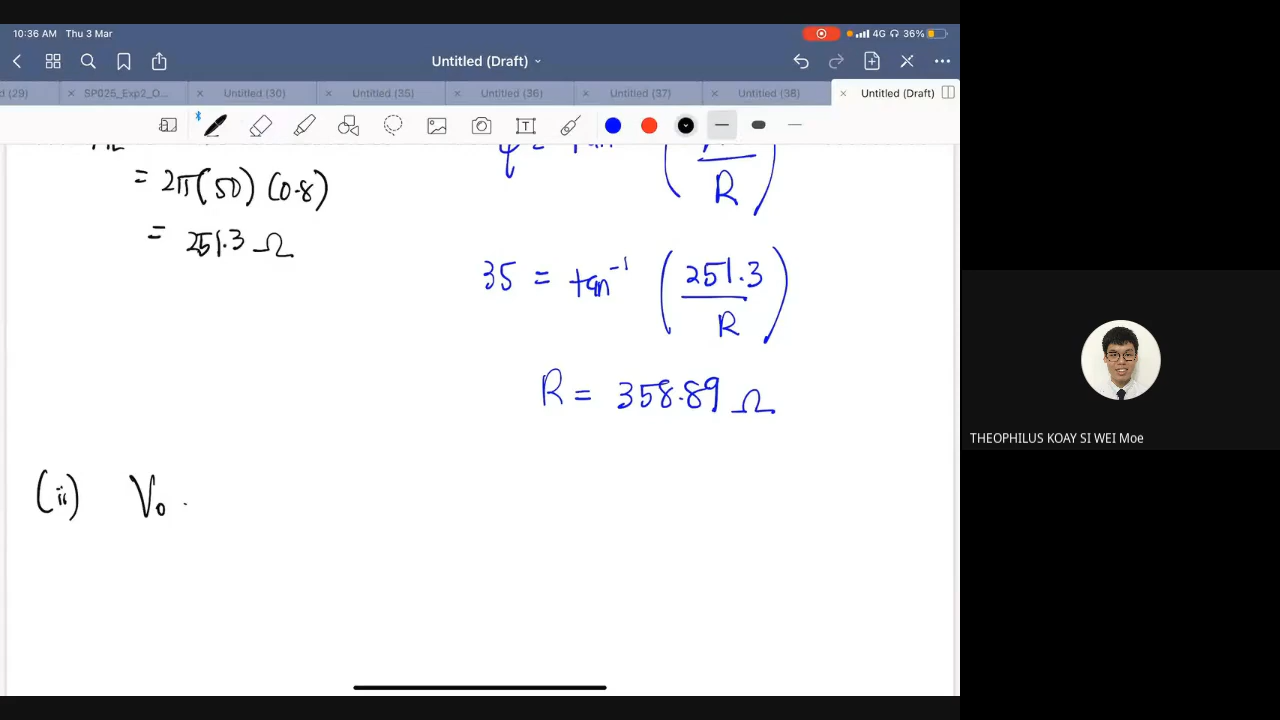 10:36 AM Thu 3 Mar
4G 36%
Untitled (Draft)
d (29) SP025_Exp2_O... Untitled (30) Untitled (35) Untitled (36) Untitled (37) Untitled (38) Untitled (Draft)
= 2π(50)(0.8)
= 251.3 Ω
R
35 = tan⁻¹ (251.3 / R)
R = 358.89 Ω
(ii) V₀
THEOPHILUS KOAY SI WEI Moe